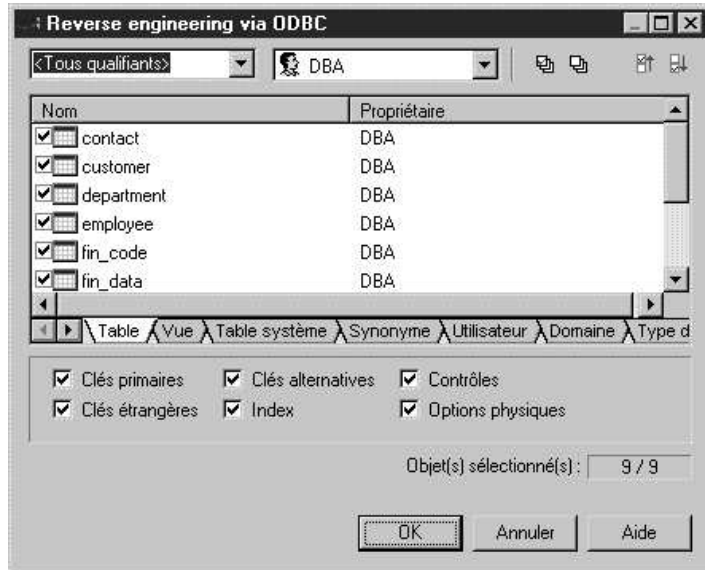 Reverse engineering via ODBC
<Tous qualifiants> DBA
Nom Propriétaire
contact DBA
customer DBA
department DBA
employee DBA
fin_code DBA
fin_data DBA
Table Vue Table système Synonyme Utilisateur Domaine Type d
Clés primaires Clés alternatives Contrôles
Clés étrangères Index Options physiques
Objet(s) sélectionné(s) : 9 / 9
OK Annuler Aide